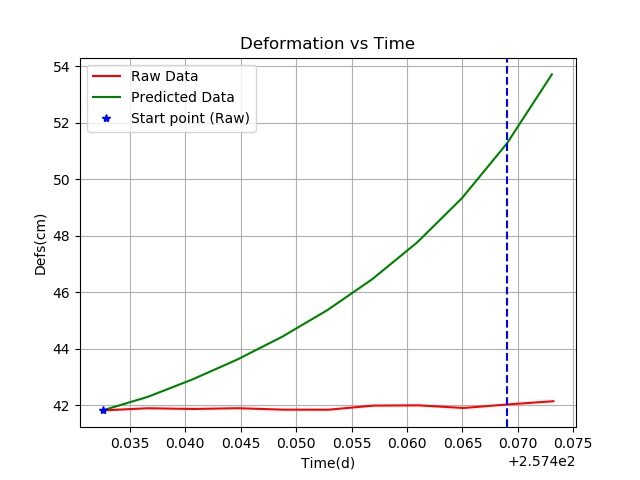 Deformation vs Time
Raw Data
Predicted Data
Start point (Raw)
54
52
50
48
46
44
42
Defs(cm)
0.035 0.040 0.045 0.050 0.055 0.060 0.065 0.070 0.075
Time(d)
+2.574e2